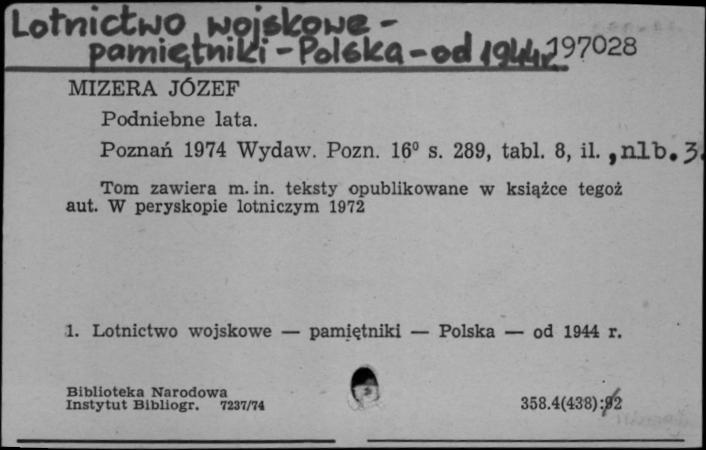 Lotnictwo wojskowe -
pamiętniki - Polska - od 1944r. 197028
MIZERA JÓZEF
Podniebne lata.
Poznań 1974 Wydaw. Pozn. 16⁰ s. 289, tabl. 8, il. , nlb. 3.
Tom zawiera m. in. teksty opublikowane w książce tegoż
aut. W peryskopie lotniczym 1972
1. Lotnictwo wojskowe — pamiętniki — Polska — od 1944 r.
Biblioteka Narodowa
Instytut Bibliogr. 7237/74 358.4(438):92